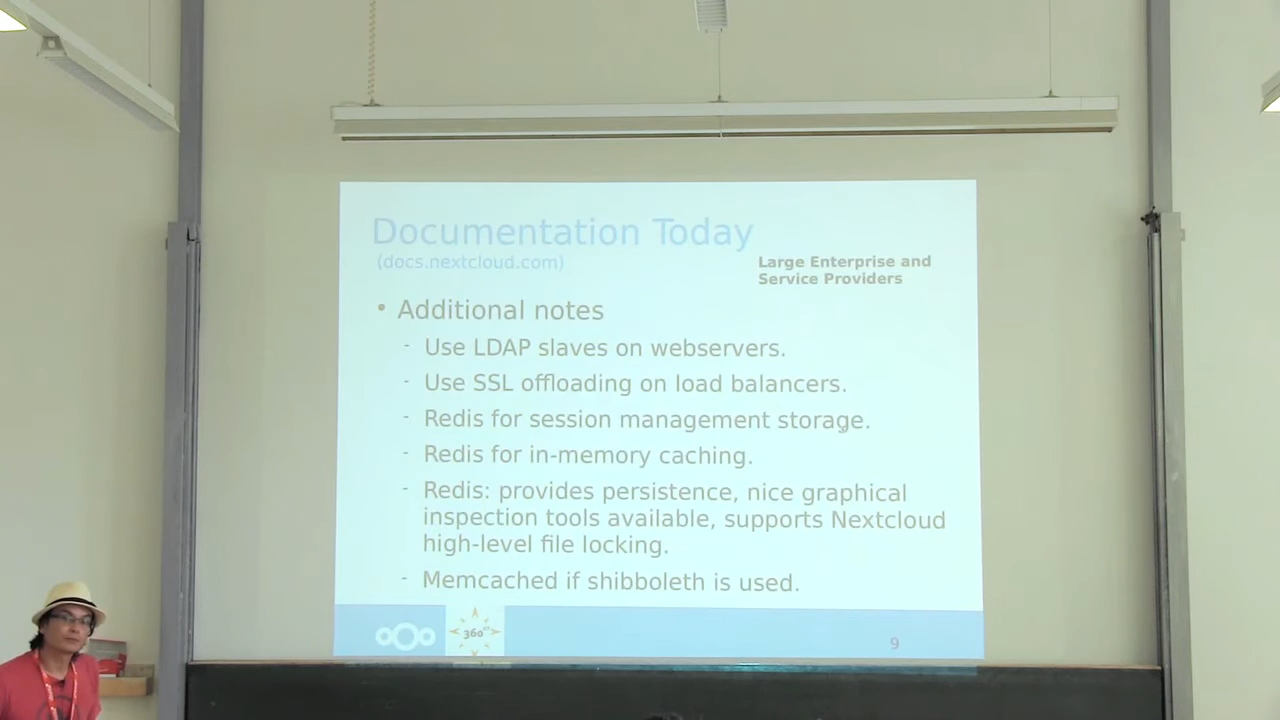 Documentation Today
(docs.nextcloud.com)
Large Enterprise and
Service Providers
• Additional notes
- Use LDAP slaves on webservers.
- Use SSL offloading on load balancers.
- Redis for session management storage.
- Redis for in-memory caching.
- Redis: provides persistence, nice graphical
inspection tools available, supports Nextcloud
high-level file locking.
- Memcached if shibboleth is used.
360
9